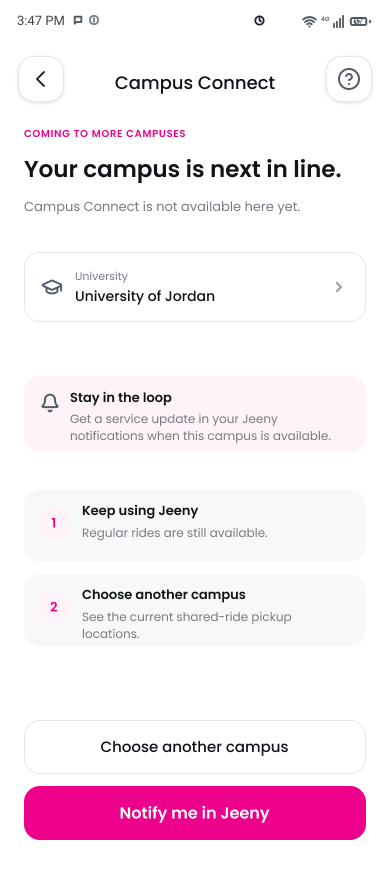 3:47 PM
4G
Campus Connect
COMING TO MORE CAMPUSES
Your campus is next in line.
Campus Connect is not available here yet.
University
University of Jordan
Stay in the loop
Get a service update in your Jeeny
notifications when this campus is available.
1
Keep using Jeeny
Regular rides are still available.
2
Choose another campus
See the current shared-ride pickup
locations.
Choose another campus
Notify me in Jeeny